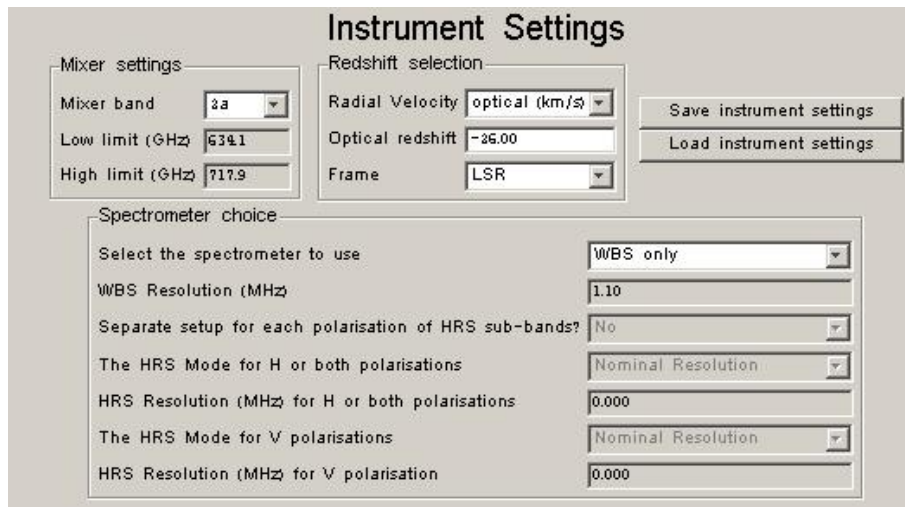 Instrument Settings
Mixer settings
Mixer band 2a
Low limit (GHz) 634.1
High limit (GHz) 717.9
Redshift selection
Radial Velocity optical (km/s)
Optical redshift -26.00
Frame LSR
Save instrument settings
Load instrument settings
Spectrometer choice
Select the spectrometer to use WBS only
WBS Resolution (MHz) 1.10
Separate setup for each polarisation of HRS sub-bands? No
The HRS Mode for H or both polarisations Nominal Resolution
HRS Resolution (MHz) for H or both polarisations 0.000
The HRS Mode for V polarisations Nominal Resolution
HRS Resolution (MHz) for V polarisation 0.000